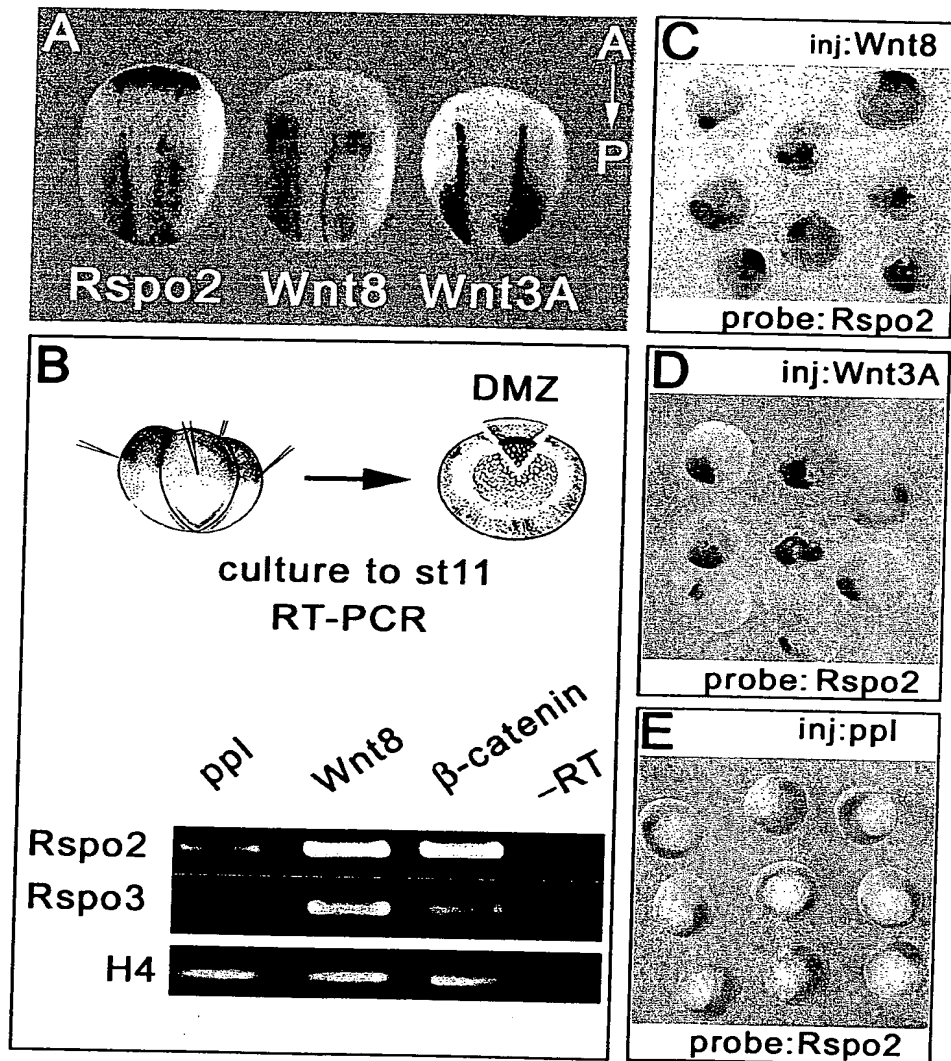 A
A
P
Rspo2 Wnt8 Wnt3A
B
DMZ
culture to st11
RT-PCR
ppl Wnt8 β-catenin –RT
Rspo2
Rspo3
H4
C
inj:Wnt8
probe: Rspo2
D
inj:Wnt3A
probe: Rspo2
E
inj:ppl
probe: Rspo2